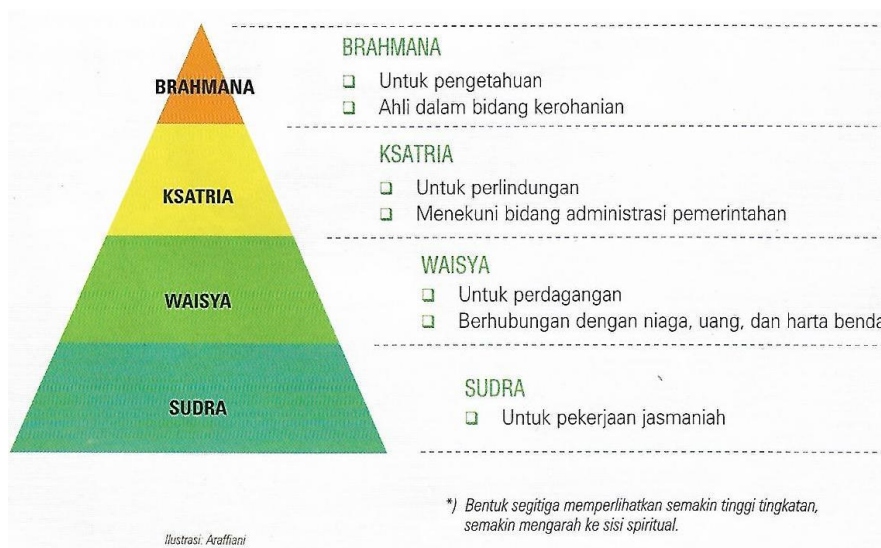 BRAHMANA
KSATRIA
WAISYA
SUDRA
BRAHMANA
❑ Untuk pengetahuan
❑ Ahli dalam bidang kerohanian
KSATRIA
❑ Untuk perlindungan
❑ Menekuni bidang administrasi pemerintahan
WAISYA
❑ Untuk perdagangan
❑ Berhubungan dengan niaga, uang, dan harta benda
SUDRA
❑ Untuk pekerjaan jasmaniah
*) Bentuk segitiga memperlihatkan semakin tinggi tingkatan,
semakin mengarah ke sisi spiritual.
Ilustrasi: Araffiani